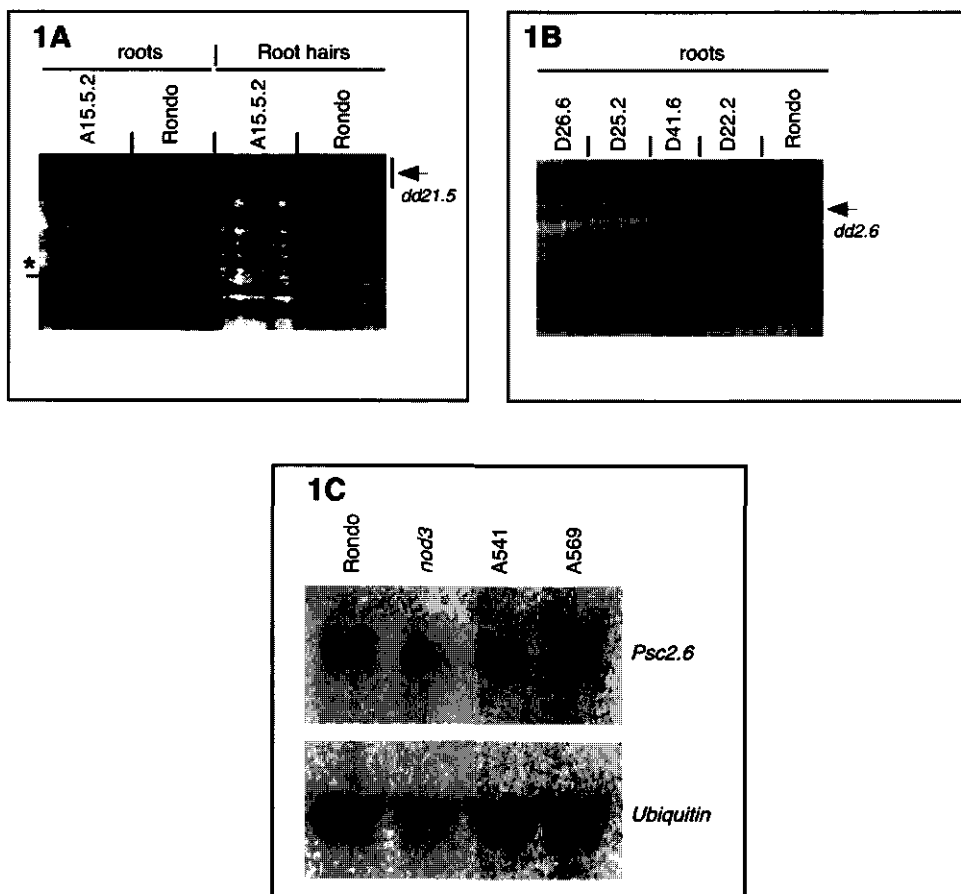 1A
roots | Root hairs
A15.5.2 | Rondo | A15.5.2 | Rondo
dd21.5
*
1B
roots
D26.6 | D25.2 | D41.6 | D22.2 | Rondo
dd2.6
1C
Rondo nod3 A541 A569
Psc2.6
Ubiquitin